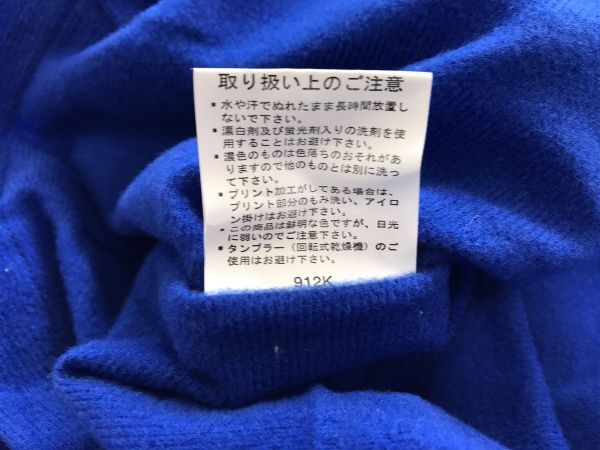 取り扱い上のご注意
▪水や汗でぬれたまま長時間放置し
ないで下さい。
▪漂白剤及び蛍光剤入りの洗剤を使
用することはお避け下さい。
▪濃色のものは色落ちのおそれがあ
りますので他のものとは別に洗っ
て下さい。
▪プリント加工がしてある場合は、
プリント部分のもみ洗い、アイロ
ン掛けはお避け下さい。
▪この商品は鮮明な色ですが、日光
に弱いのでご注意下さい。
▪タンブラー（回転式乾燥機）のご
使用はお避け下さい。
912K